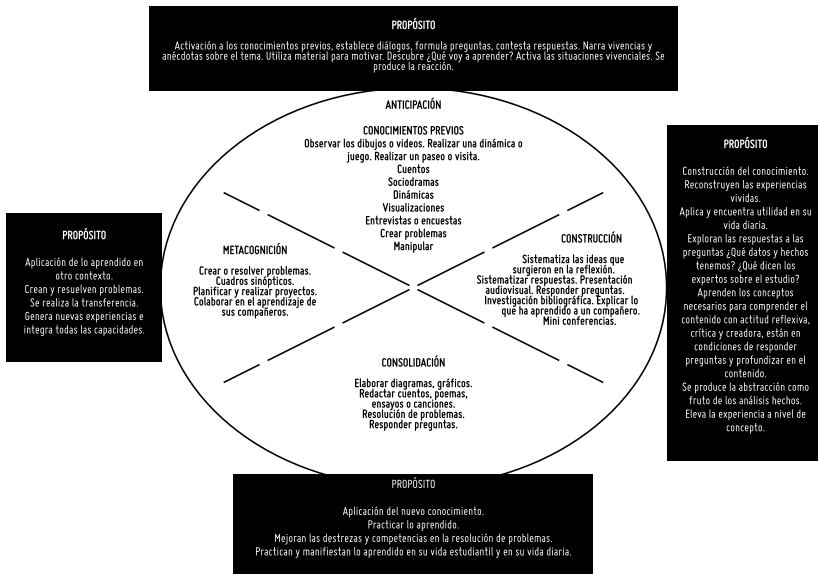 PROPÓSITO
Activación a los conocimientos previos, establece diálogos, formula preguntas, contesta respuestas. Narra vivencias y
anécdotas sobre el tema. Utiliza material para motivar. Descubre ¿Qué voy a aprender? Activa las situaciones vivenciales. Se
produce la reacción.
ANTICIPACIÓN
CONOCIMIENTOS PREVIOS
Observar los dibujos o videos. Realizar una dinámica o
juego. Realizar un paseo o visita.
Cuentos
Sociodramas
Dinámicas
Visualizaciones
Entrevistas o encuestas
Crear problemas
Manipular
PROPÓSITO
Construcción del conocimiento.
Reconstruyen las experiencias
vividas.
Aplica y encuentra utilidad en su
vida diaria.
Exploran las respuestas a las
preguntas ¿Qué datos y hechos
tenemos? ¿Qué dicen los
expertos sobre el estudio?
Aprenden los conceptos
necesarios para comprender el
contenido con actitud reflexiva,
crítica y creadora, están en
condiciones de responder
preguntas y profundizar en el
contenido.
Se produce la abstracción como
fruto de los análisis hechos.
Eleva la experiencia a nivel de
concepto.
PROPÓSITO
Aplicación de lo aprendido en
otro contexto.
Crean y resuelven problemas.
Se realiza la transferencia.
Genera nuevas experiencias e
integra todas las capacidades.
METACOGNICIÓN
Crear o resolver problemas.
Cuadros sinópticos.
Planificar y realizar proyectos.
Colaborar en el aprendizaje de
sus compañeros.
CONSTRUCCIÓN
Sistematiza las ideas que
surgieron en la reflexión.
Sistematizar respuestas. Presentación
audiovisual. Responder preguntas.
Investigación bibliográfica. Explicar lo
que ha aprendido a un compañero.
Mini conferencias.
CONSOLIDACIÓN
Elaborar diagramas, gráficos.
Redactar cuentos, poemas,
ensayos o canciones.
Resolución de problemas.
Responder preguntas.
PROPÓSITO
Aplicación del nuevo conocimiento.
Practicar lo aprendido.
Mejoran las destrezas y competencias en la resolución de problemas.
Practican y manifiestan lo aprendido en su vida estudiantil y en su vida diaria.